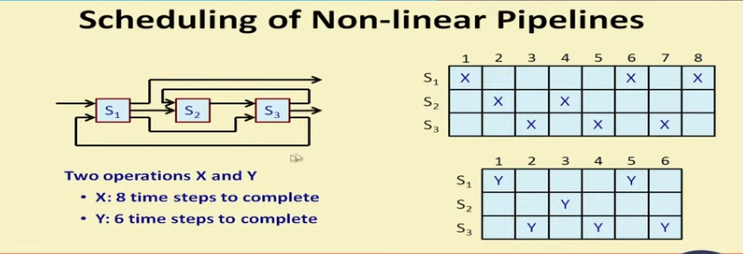 Scheduling of Non-linear Pipelines
1 2 3 4 5 6 7 8
S₁ X X X
S₂ X X
S₃ X X X
S₁ S₂ S₃
Two operations X and Y
• X: 8 time steps to complete
• Y: 6 time steps to complete
1 2 3 4 5 6
S₁ Y Y
S₂ Y
S₃ Y Y Y